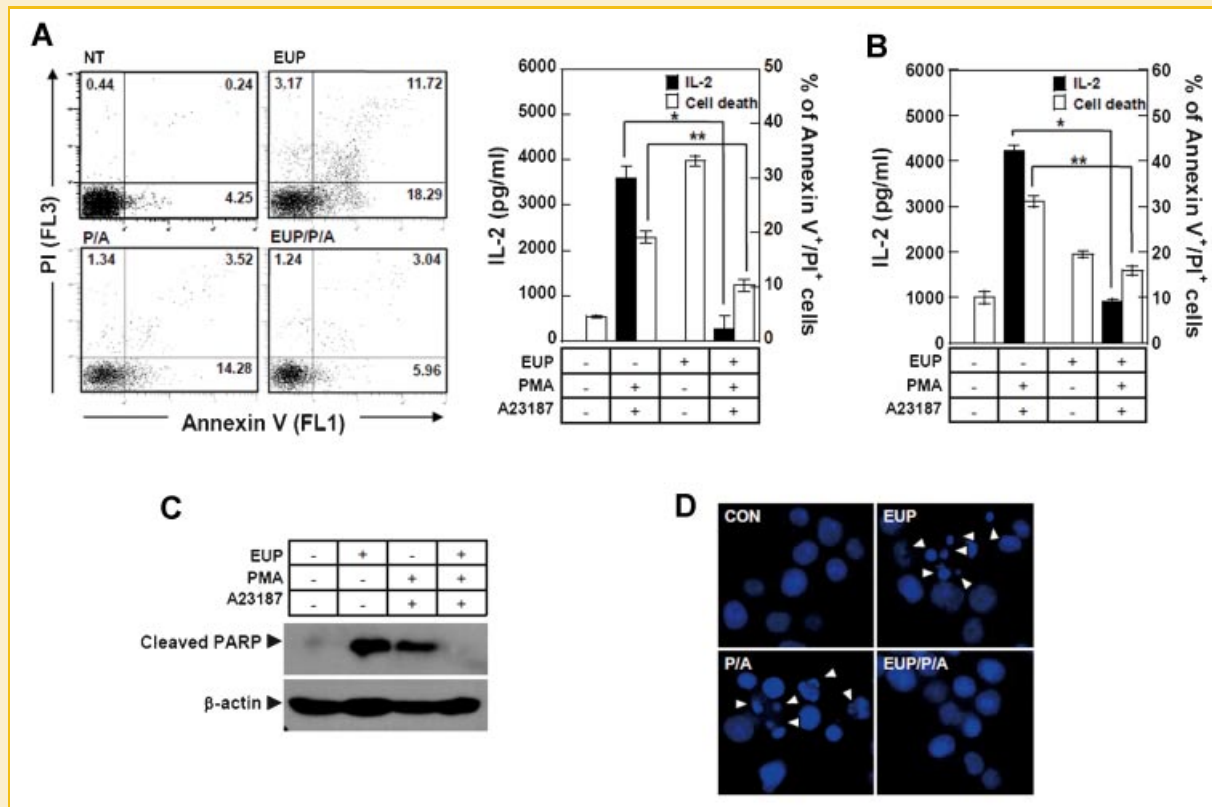 A
NT
0.44 0.24
4.25
EUP
3.17 11.72
18.29
P/A
1.34 3.52
14.28
EUP/P/A
1.24 3.04
5.96
PI (FL3)
Annexin V (FL1)
6000
5000
4000
3000
2000
1000
0
IL-2 (pg/ml)
IL-2
Cell death
*
**
50
40
30
20
10
0
% of Annexin V+/PI+ cells
EUP - - + +
PMA - + - +
A23187 - + - +
B
6000
5000
4000
3000
2000
1000
0
IL-2 (pg/ml)
IL-2
Cell death
*
**
60
50
40
30
20
10
0
% of Annexin V+/PI+ cells
EUP - - + +
PMA - + - +
A23187 - + - +
C
EUP - + - +
PMA - - + +
A23187 - - + +
Cleaved PARP
β-actin
D
CON
EUP
P/A
EUP/P/A